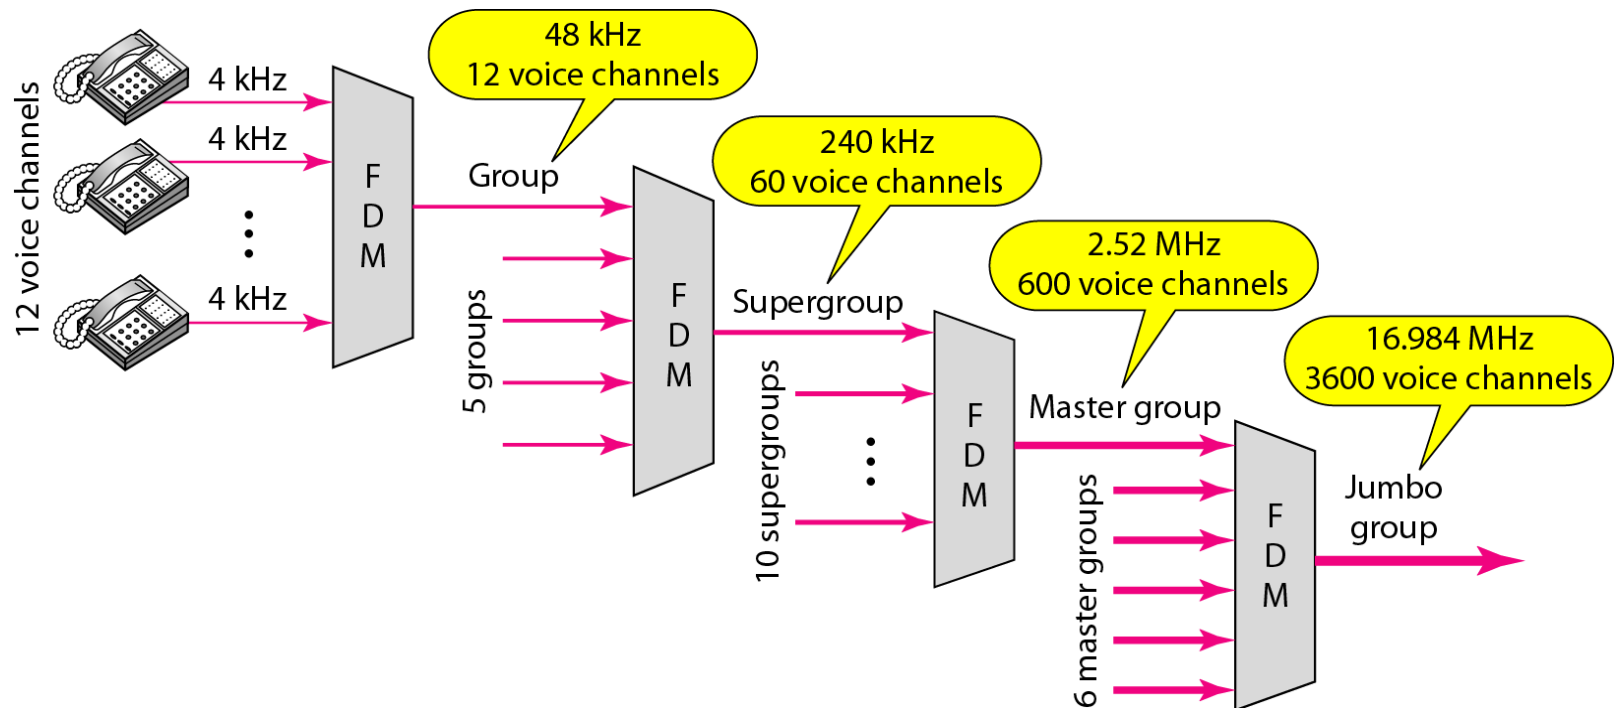 12 voice channels
4 kHz
4 kHz
4 kHz
F
D
M
48 kHz
12 voice channels
Group
5 groups
F
D
M
240 kHz
60 voice channels
Supergroup
10 supergroups
F
D
M
2.52 MHz
600 voice channels
Master group
6 master groups
F
D
M
16.984 MHz
3600 voice channels
Jumbo
group